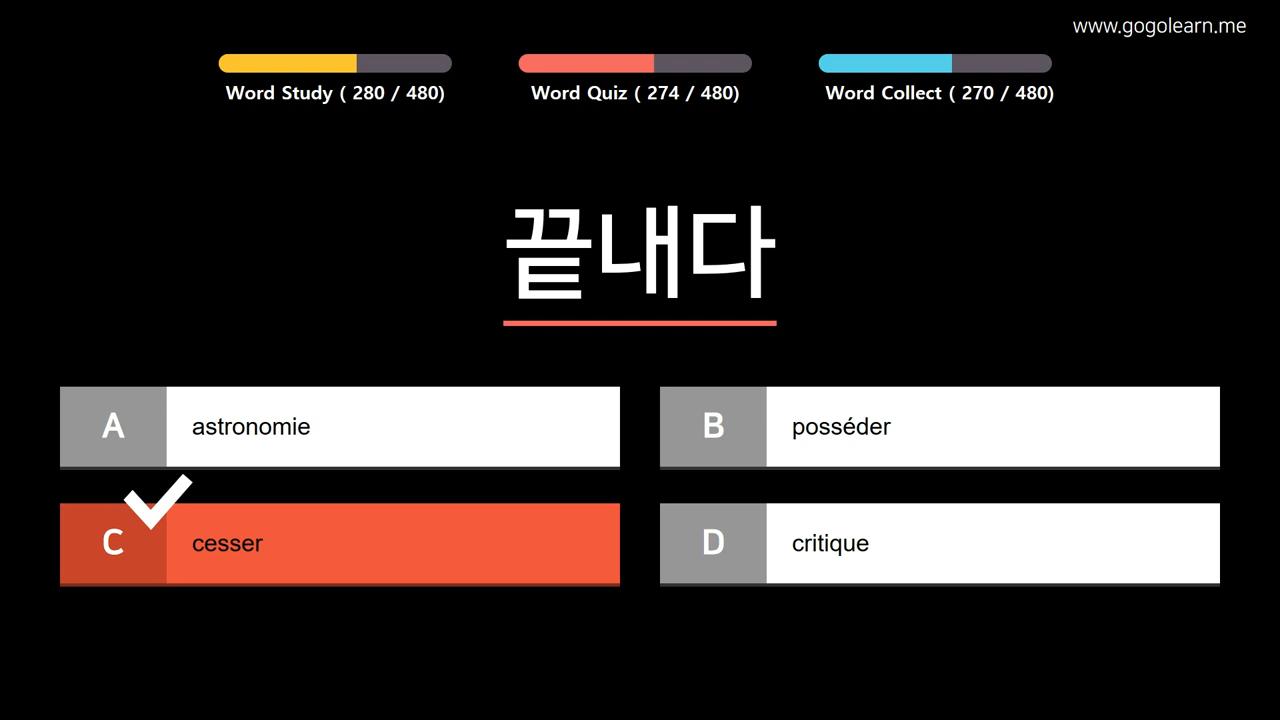 www.gogolearn.me
Word Study ( 280 / 480)
Word Quiz ( 274 / 480)
Word Collect ( 270 / 480)
끝내다
A astronomie
B posséder
C cesser
D critique